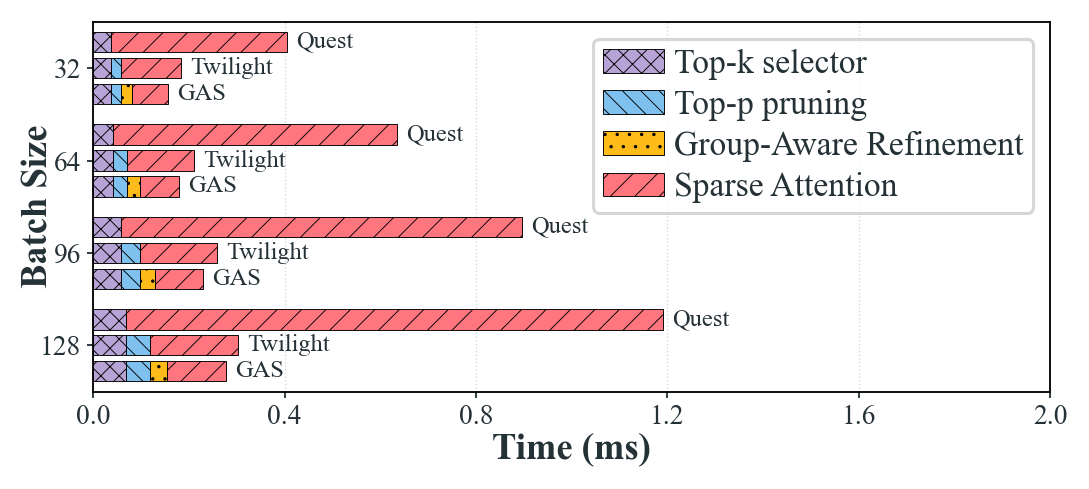 Batch Size
32
Quest
Twilight
GAS
64
Quest
Twilight
GAS
96
Quest
Twilight
GAS
128
Quest
Twilight
GAS
Top-k selector
Top-p pruning
Group-Aware Refinement
Sparse Attention
0.0 0.4 0.8 1.2 1.6 2.0
Time (ms)